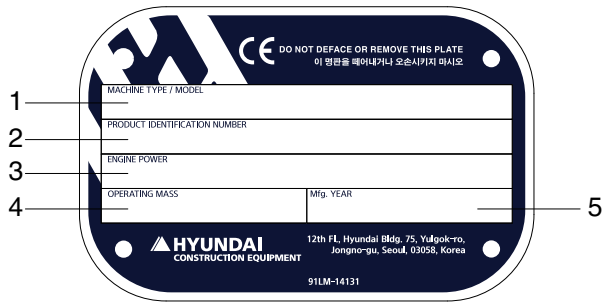 CE DO NOT DEFACE OR REMOVE THIS PLATE
이 명판을 떼어내거나 오손시키지 마시오
1 MACHINE TYPE / MODEL
2 PRODUCT IDENTIFICATION NUMBER
3 ENGINE POWER
4 OPERATING MASS Mfg. YEAR 5
HYUNDAI
CONSTRUCTION EQUIPMENT
12th Fl., Hyundai Bldg. 75, Yulgok-ro,
Jongno-gu, Seoul, 03058, Korea
91LM-14131